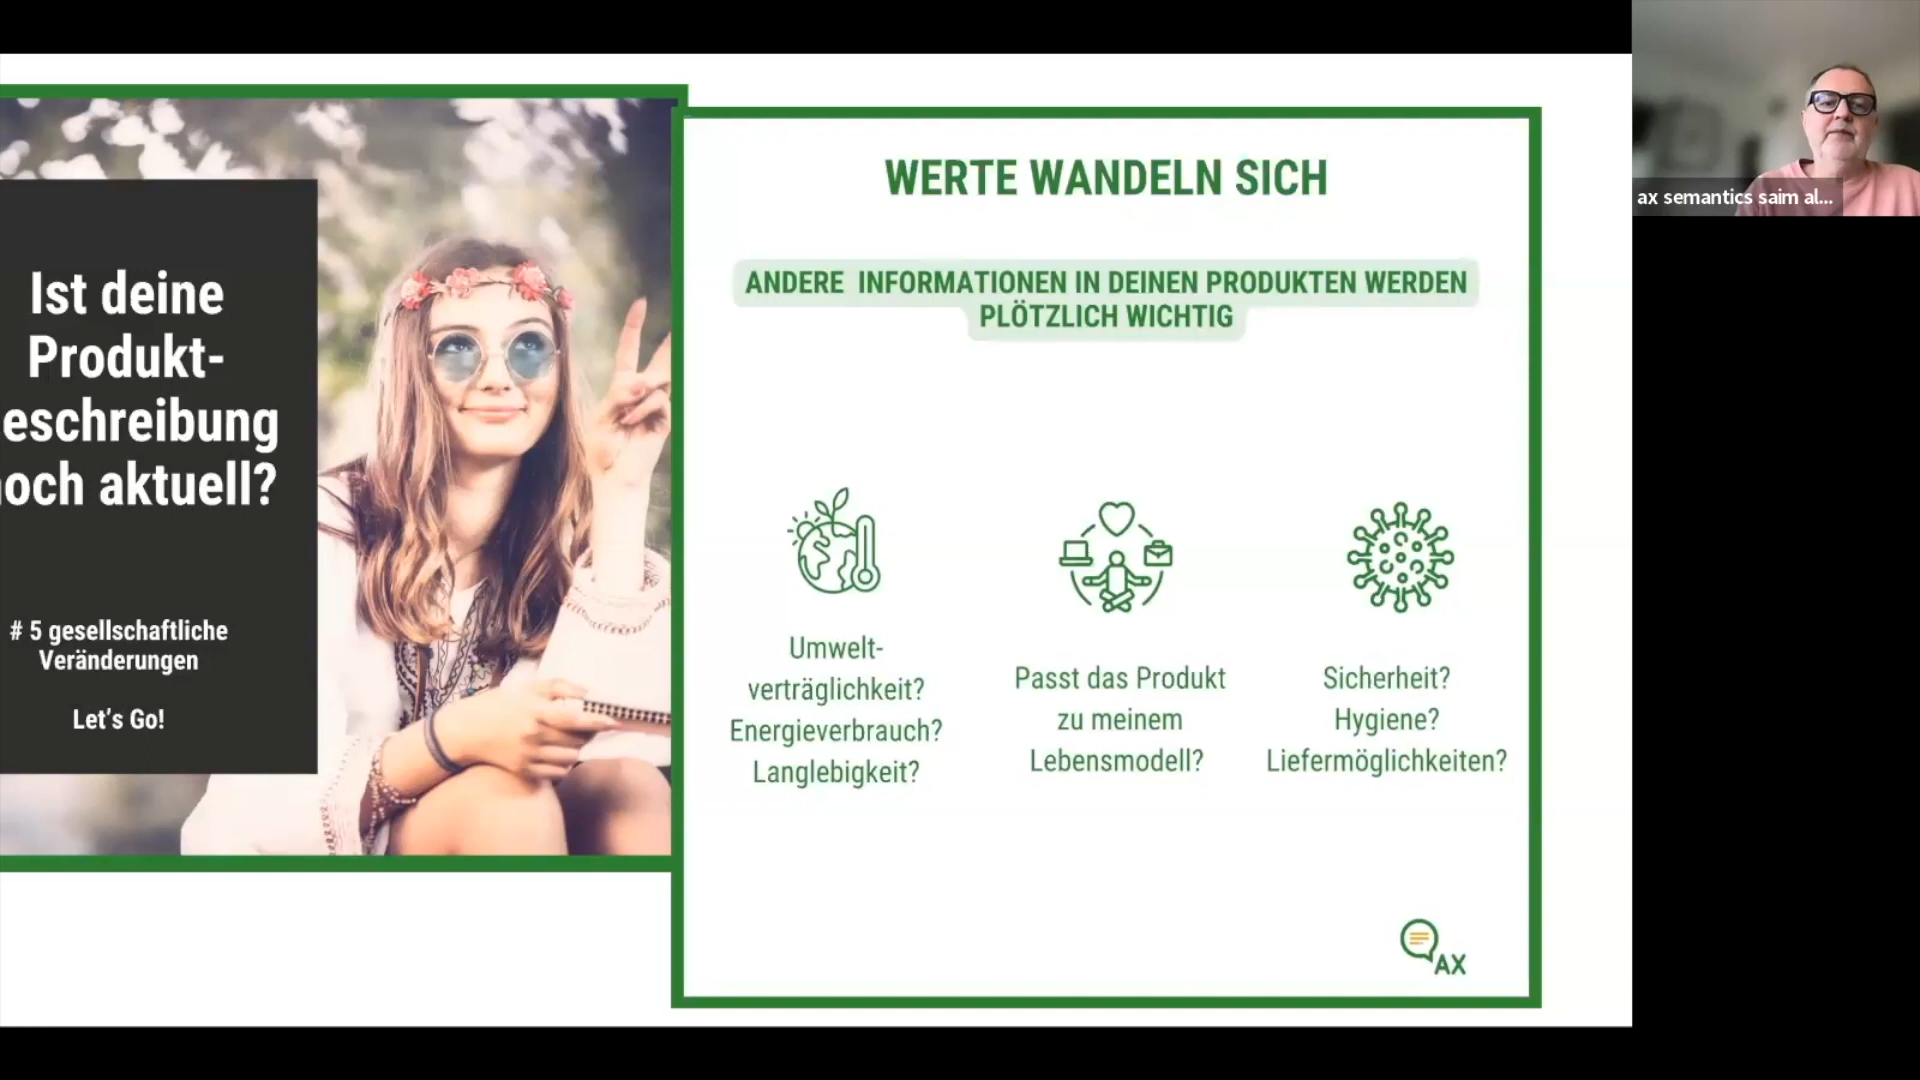 Ist deine
Produkt-
eschreibung
noch aktuell?
# 5 gesellschaftliche
Veränderungen
Let's Go!
WERTE WANDELN SICH
ANDERE INFORMATIONEN IN DEINEN PRODUKTEN WERDEN
PLÖTZLICH WICHTIG
Umwelt-
verträglichkeit?
Energieverbrauch?
Langlebigkeit?
Passt das Produkt
zu meinem
Lebensmodell?
Sicherheit?
Hygiene?
Liefermöglichkeiten?
AX
ax semantics saim al...